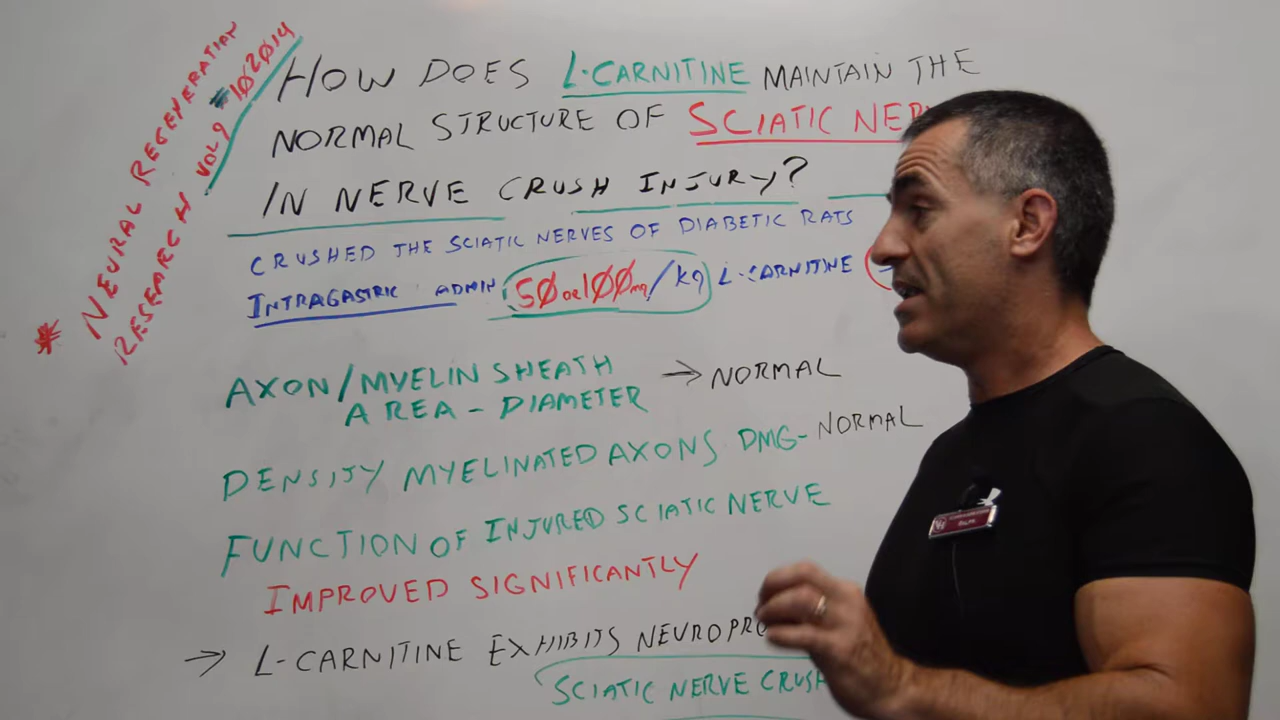 * NEURAL REGENERATION
RESEARCH VOL 9 *10 2014
HOW DOES L-CARNITINE MAINTAIN THE
NORMAL STRUCTURE OF SCIATIC NER
IN NERVE CRUSH INJURY?
CRUSHED THE SCIATIC NERVES OF DIABETIC RATS
INTRAGASTRIC ADMIN 50 OR 100mg/kg L-CARNITINE
AXON/MYELIN SHEATH → NORMAL
AREA - DIAMETER
DENSITY MYELINATED AXONS DMG- NORMAL
FUNCTION OF INJURED SCIATIC NERVE
IMPROVED SIGNIFICANTLY
→ L-CARNITINE EXHIBITS NEUROPRO
SCIATIC NERVE CRUSH
RALPH